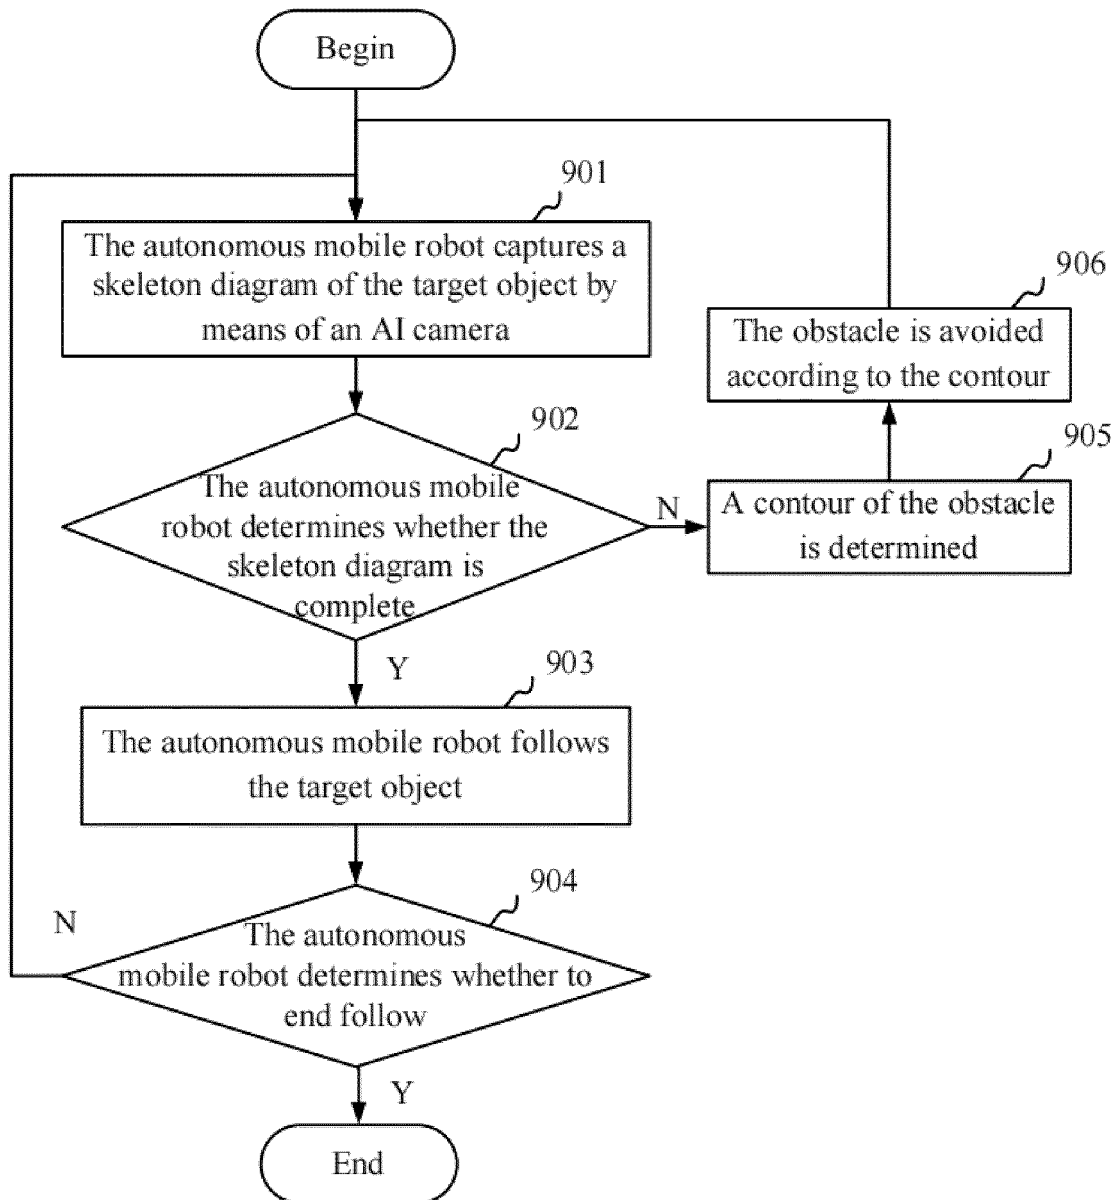 Begin
901
The autonomous mobile robot captures a
skeleton diagram of the target object by
means of an AI camera
906
The obstacle is avoided
according to the contour
902
The autonomous mobile
robot determines whether the
skeleton diagram is
complete
N
905
A contour of the obstacle
is determined
Y
903
The autonomous mobile robot follows
the target object
904
N
The autonomous
mobile robot determines whether to
end follow
Y
End